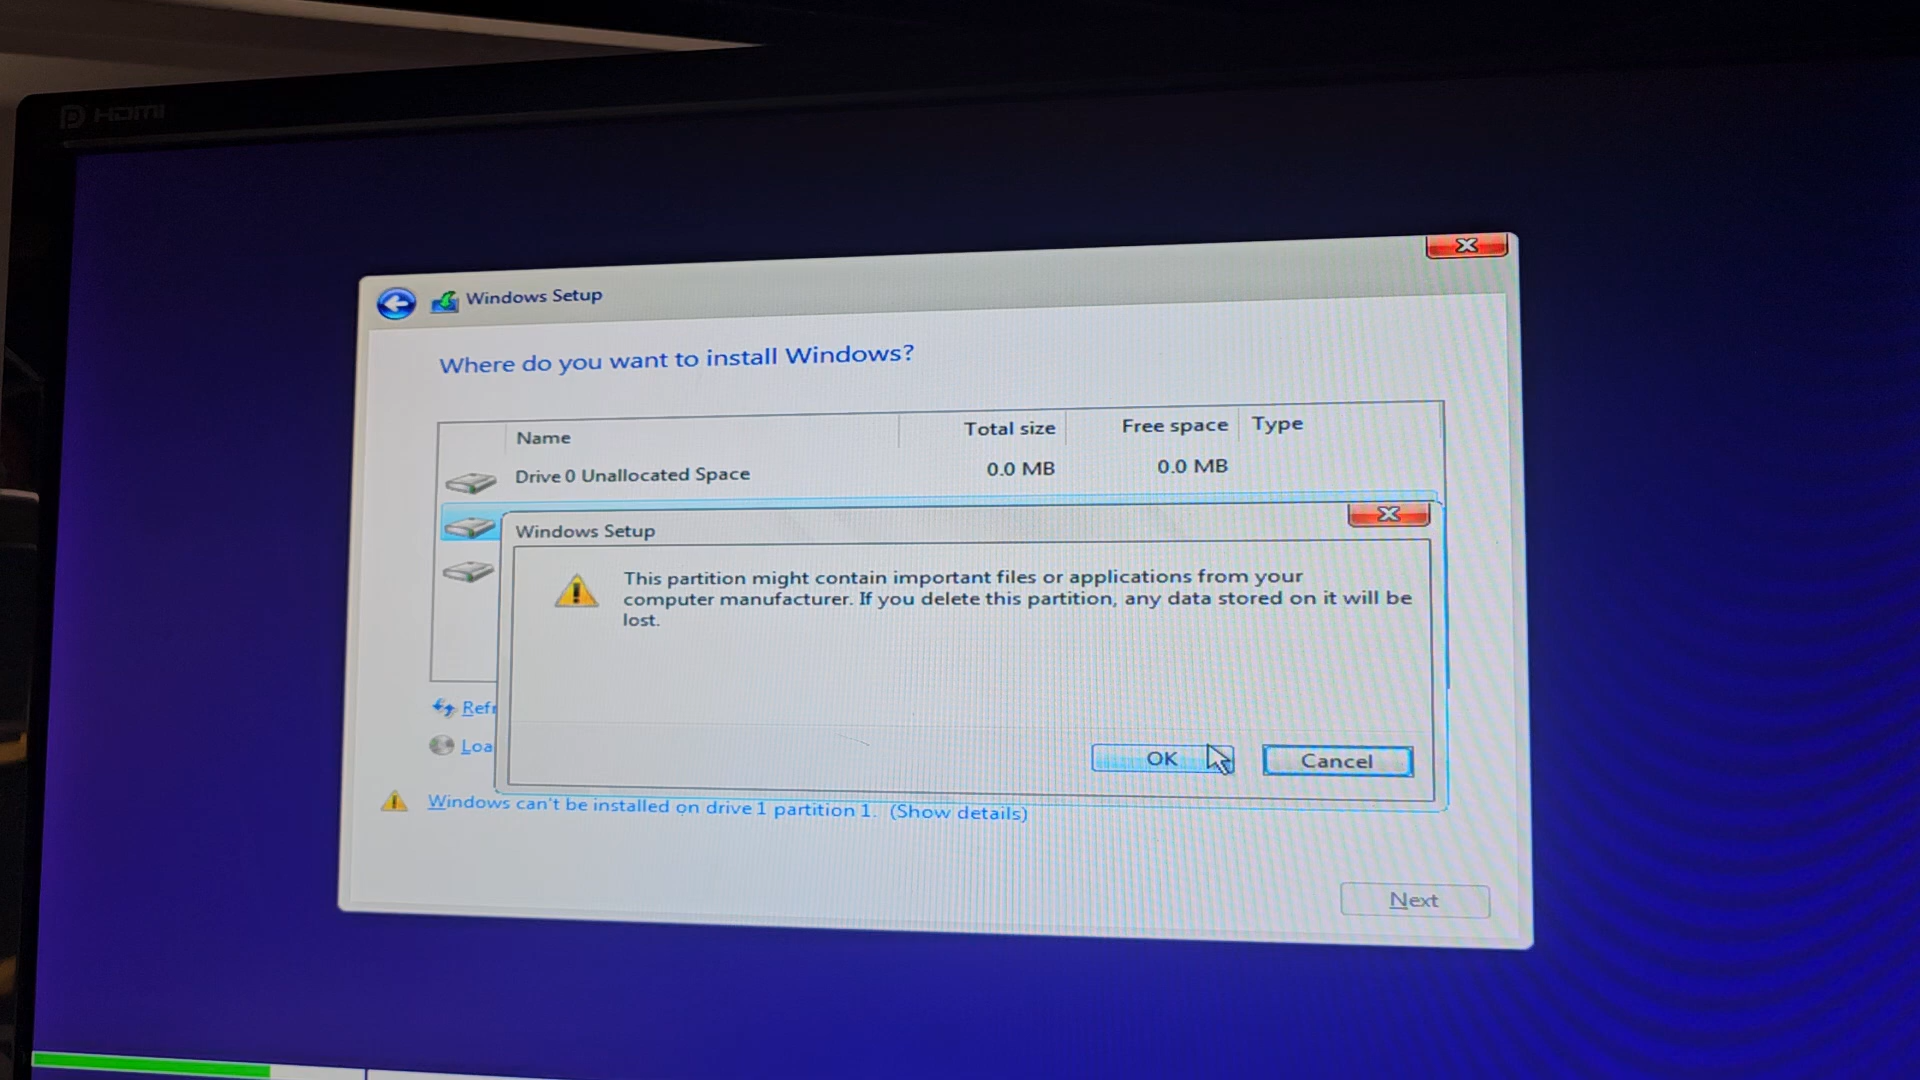 HDMI
Windows Setup
Where do you want to install Windows?
Name Total size Free space Type
Drive 0 Unallocated Space 0.0 MB 0.0 MB
Windows Setup
This partition might contain important files or applications from your
computer manufacturer. If you delete this partition, any data stored on it will be
lost.
Refr
Loa
OK Cancel
Windows can't be installed on drive 1 partition 1. (Show details)
Next